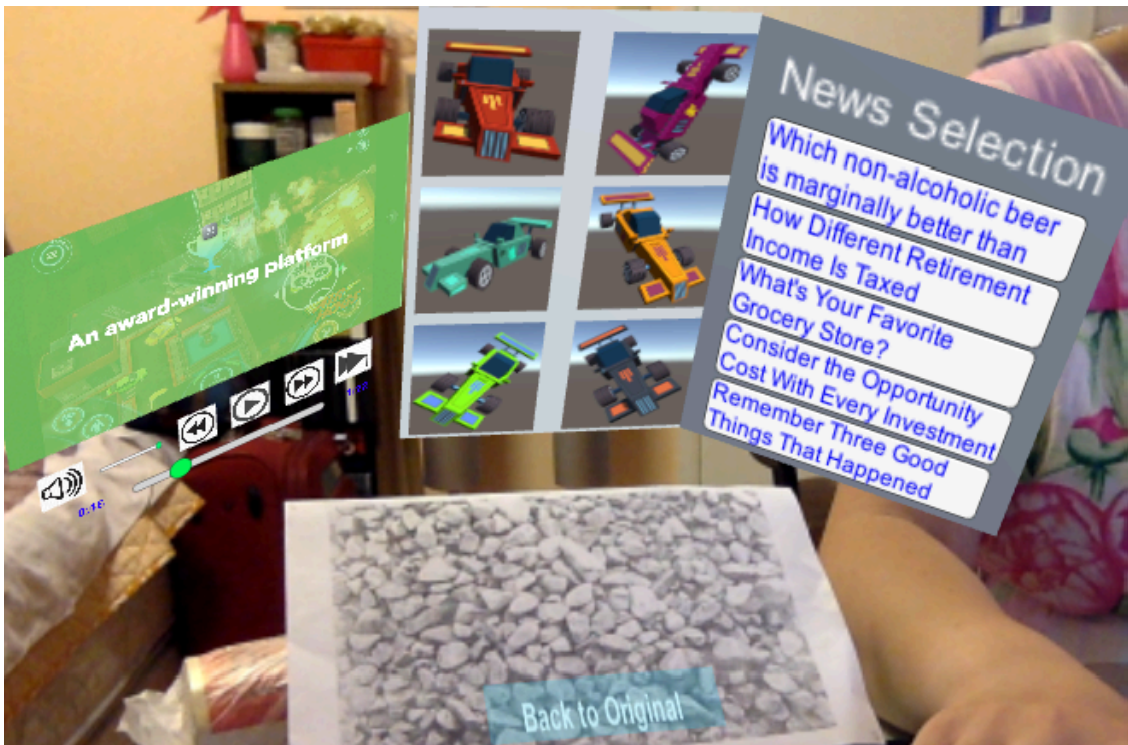 An award-winning platform
0:16
1:02
News Selection
Which non-alcoholic beer
is marginally better than
How Different Retirement
Income Is Taxed
What's Your Favorite
Grocery Store?
Consider the Opportunity
Cost With Every Investment
Remember Three Good
Things That Happened
Back to Original